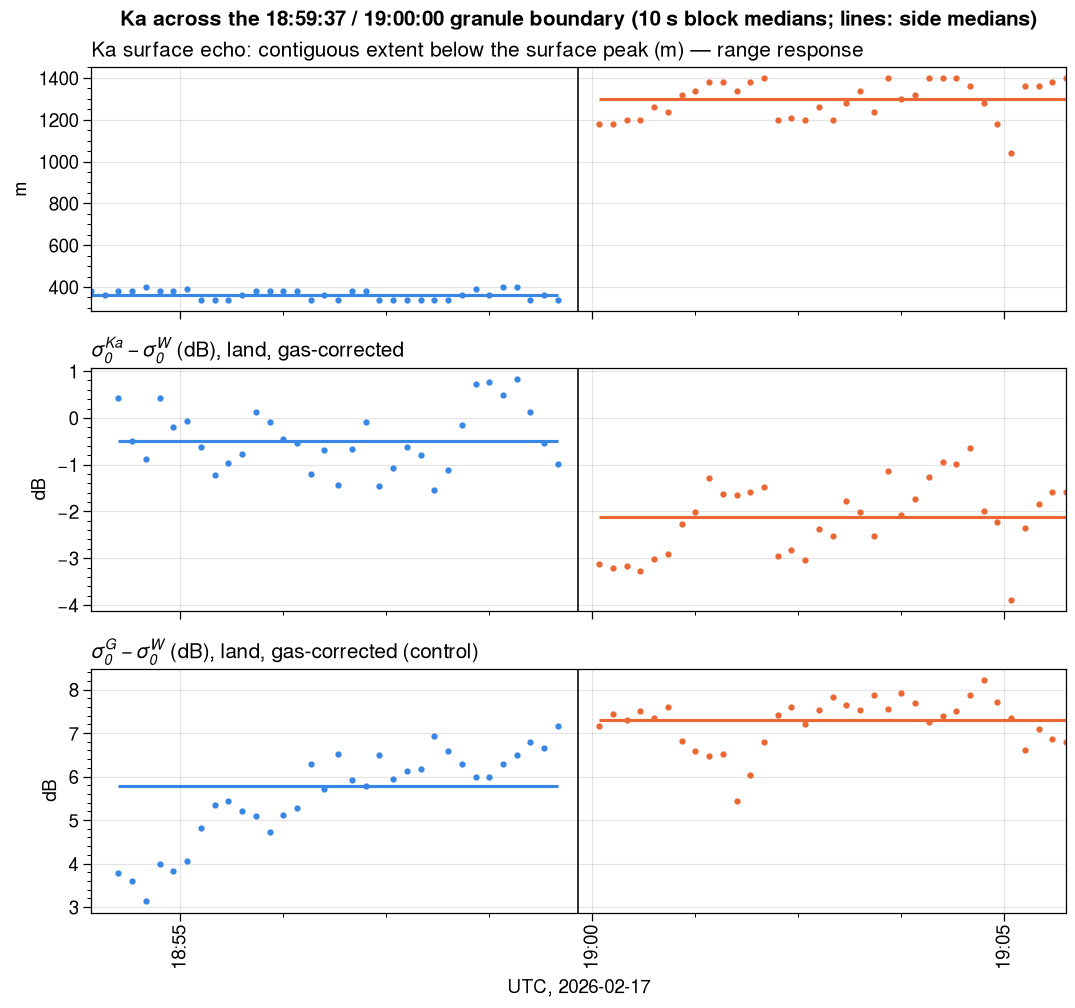 Ka across the 18:59:37 / 19:00:00 granule boundary (10 s block medians; lines: side medians)
Ka surface echo: contiguous extent below the surface peak (m) — range response
1400
1200
1000
800
600
400
m
σ₀ᴷᵃ – σ₀ᵂ (dB), land, gas-corrected
1
0
−1
−2
−3
−4
dB
σ₀ᴳ – σ₀ᵂ (dB), land, gas-corrected (control)
8
7
6
5
4
3
dB
18:55
19:00
19:05
UTC, 2026-02-17